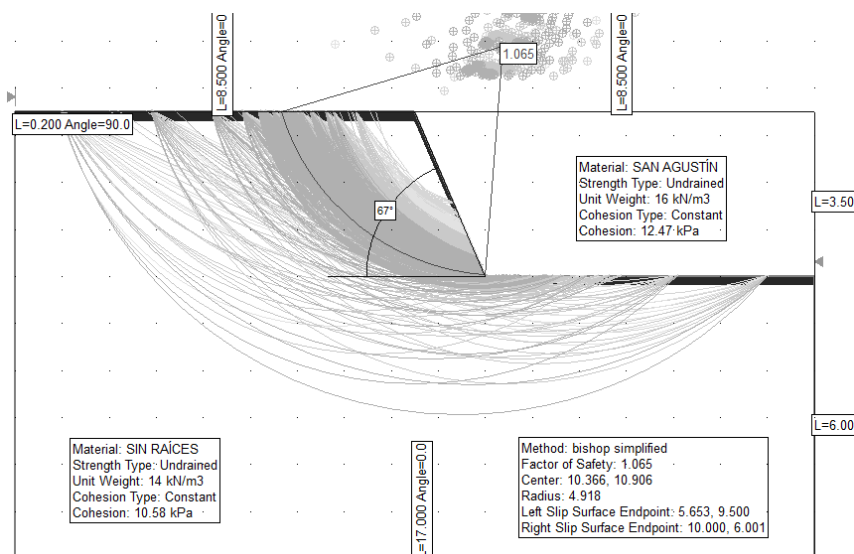 L=8.500 Angle=0
L=8.500 Angle=0
1.065
L=0.200 Angle=90.0
Material: SAN AGUSTÍN
Strength Type: Undrained
Unit Weight: 16 kN/m3
Cohesion Type: Constant
Cohesion: 12.47 kPa
L=3.50
67°
L=6.00
Material: SIN RAÍCES
Strength Type: Undrained
Unit Weight: 14 kN/m3
Cohesion Type: Constant
Cohesion: 10.58 kPa
L=17.000 Angle=0.0
Method: bishop simplified
Factor of Safety: 1.065
Center: 10.366, 10.906
Radius: 4.918
Left Slip Surface Endpoint: 5.653, 9.500
Right Slip Surface Endpoint: 10.000, 6.001